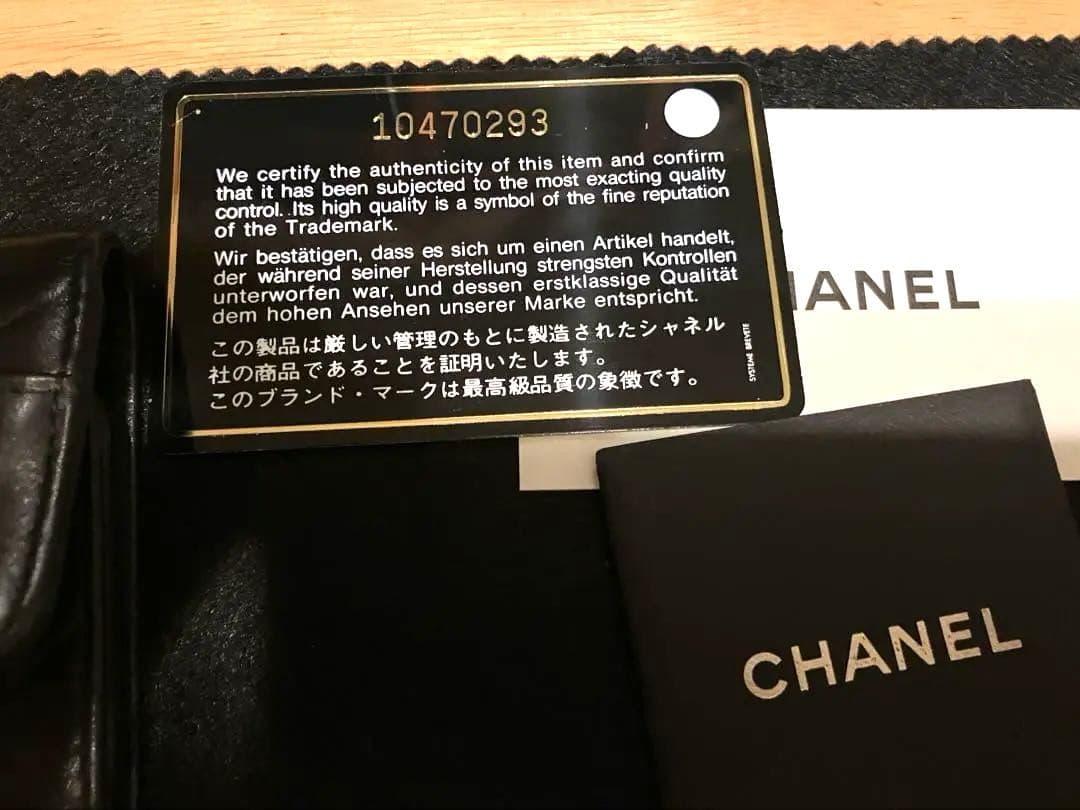 10470293
We certify the authenticity of this item and confirm
that it has been subjected to the most exacting quality
control. Its high quality is a symbol of the fine reputation
of the Trademark.
Wir bestätigen, dass es sich um einen Artikel handelt,
der während seiner Herstellung strengsten Kontrollen
unterworfen war, und dessen erstklassige Qualität
dem hohen Ansehen unserer Marke entspricht.
この製品は厳しい管理のもとに製造されたシャネル
社の商品であることを証明いたします。
このブランド・マークは最高級品質の象徴です。
SYSTEME BREVETE
HANEL
CHANEL